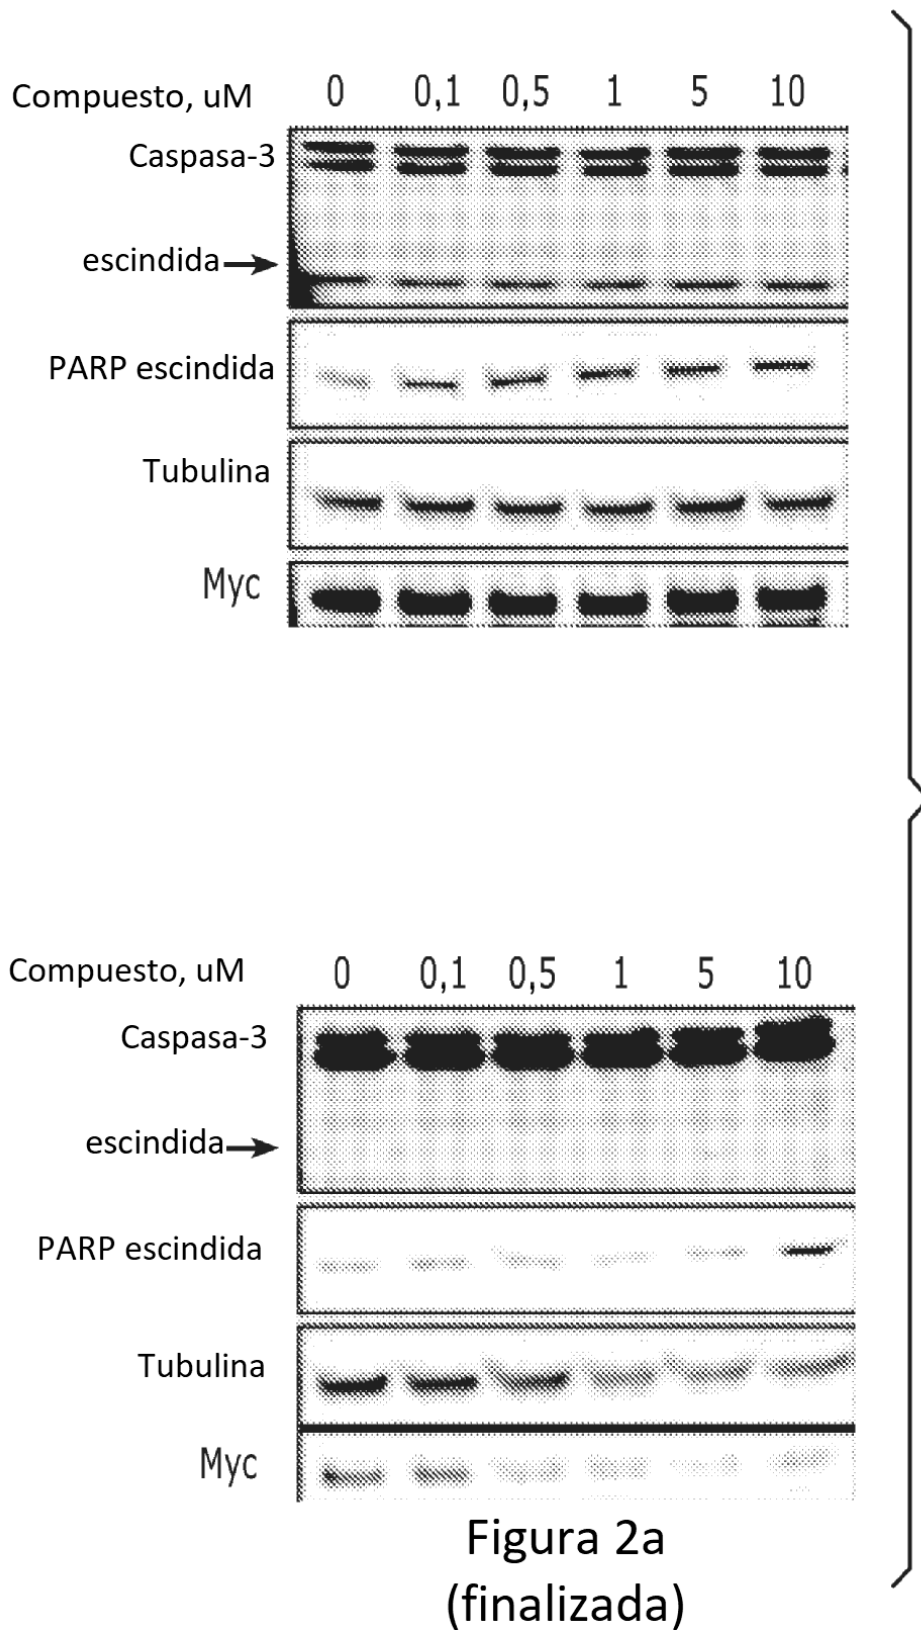 Compuesto, uM 0 0,1 0,5 1 5 10
Caspasa-3
escindida
PARP escindida
Tubulina
Myc
Compuesto, uM 0 0,1 0,5 1 5 10
Caspasa-3
escindida
PARP escindida
Tubulina
Myc
Figura 2a
(finalizada)